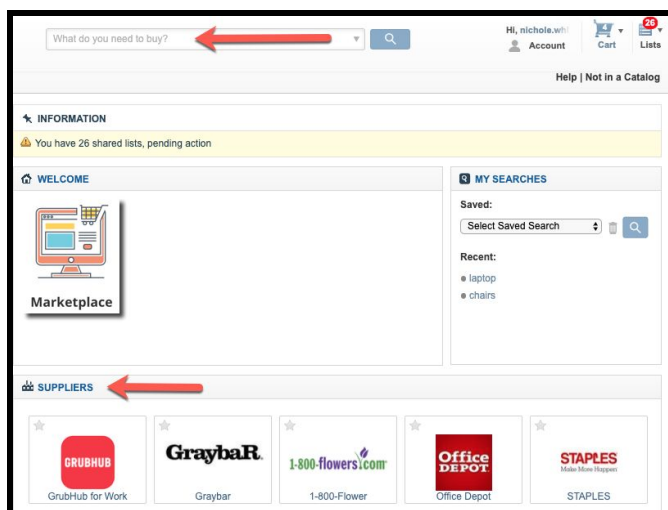 What do you need to buy?
Hi, nichole.wh
Account
4
Cart
26
Lists
Help | Not in a Catalog
INFORMATION
You have 26 shared lists, pending action
WELCOME
Marketplace
MY SEARCHES
Saved:
Select Saved Search
Recent:
laptop
chairs
SUPPLIERS
GRUBHUB
GrubHub for Work
GraybaR
Graybar
1-800-flowers.com
1-800-Flower
Office
DEPOT
Office Depot
STAPLES
Make More Happen
STAPLES